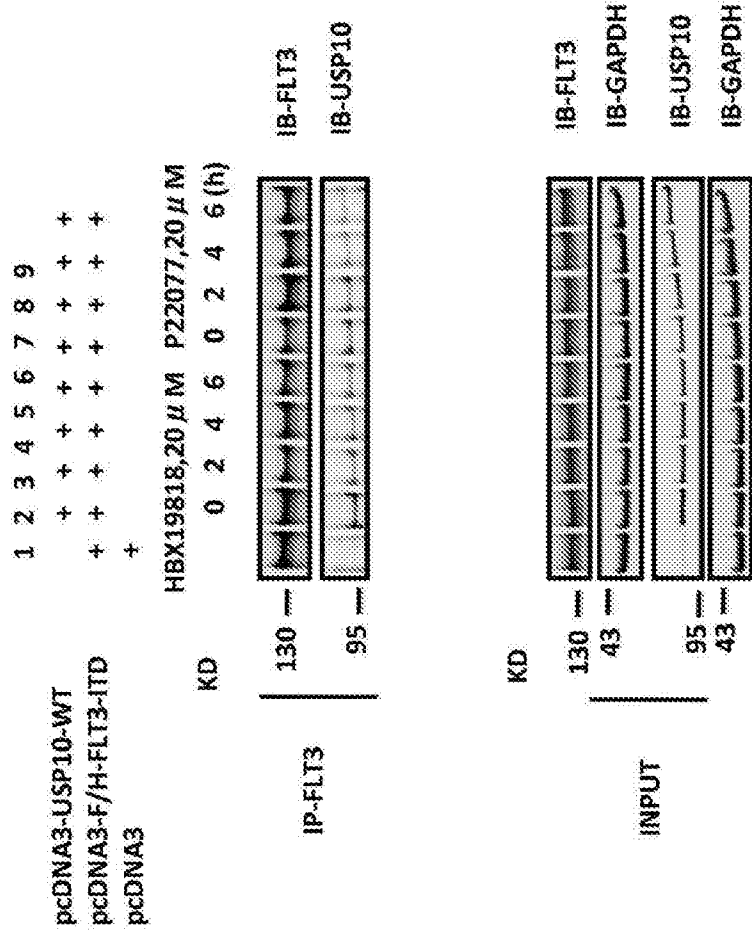 1 2 3 4 5 6 7 8 9
pcDNA3-USP10-WT + + + + + + + +
pcDNA3-F/H-FLT3-ITD + + + + + + + + +
pcDNA3 +
HBX19818,20 μ M P22077,20 μ M
KD 0 2 4 6 0 2 4 6 (h)
IP-FLT3
130 IB-FLT3
95 IB-USP10
KD
INPUT
130 IB-FLT3
43 IB-GAPDH
95 IB-USP10
43 IB-GAPDH